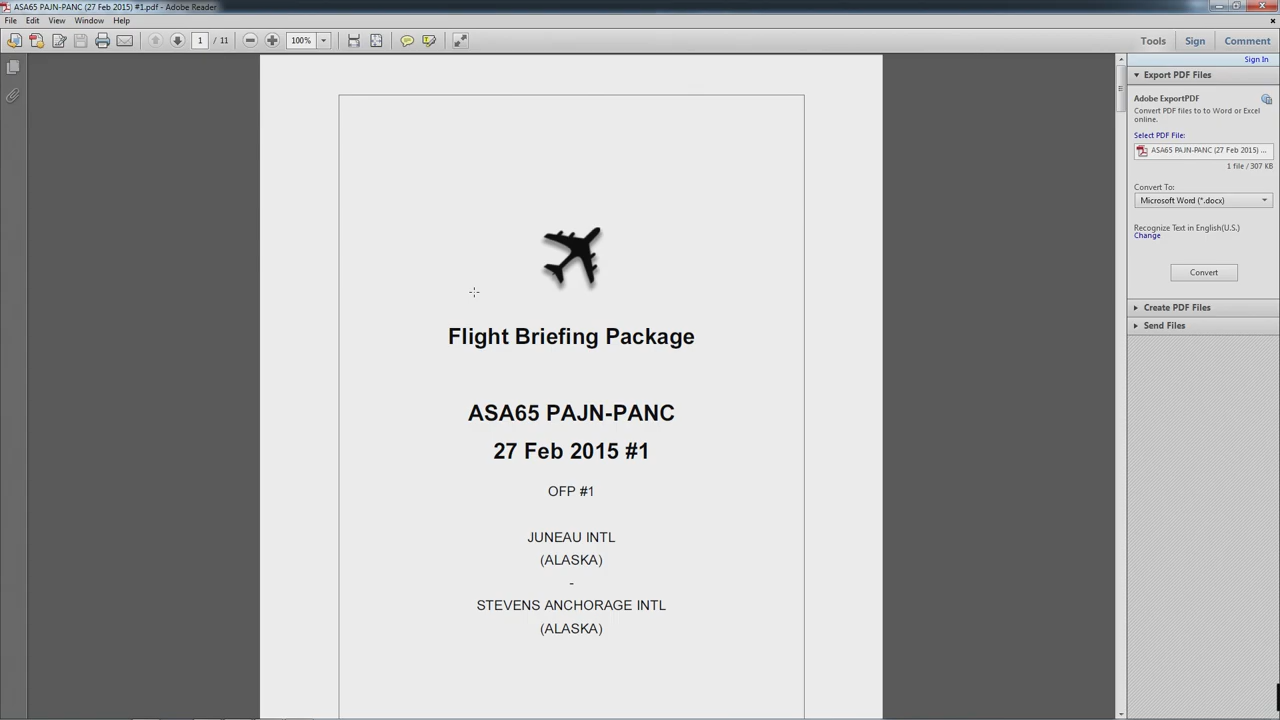 ASA65 PAJN-PANC (27 Feb 2015) #1.pdf - Adobe Reader
File Edit View Window Help
1 / 11 100% Tools Sign Comment
Sign In
Export PDF Files
Adobe ExportPDF
Convert PDF files to to Word or Excel
online.
Select PDF File:
ASA65 PAJN-PANC (27 Feb 2015) ...
1 file / 307 KB
Convert To:
Microsoft Word (*.docx)
Recognize Text in English(U.S.)
Change
Convert
Create PDF Files
Send Files
Flight Briefing Package
ASA65 PAJN-PANC
27 Feb 2015 #1
OFP #1
JUNEAU INTL
(ALASKA)
-
STEVENS ANCHORAGE INTL
(ALASKA)